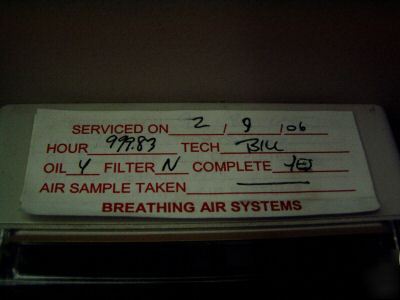 SERVICED ON 2 / 9 / 06
HOUR 999.83 TECH BILL
OIL Y FILTER N COMPLETE YES
AIR SAMPLE TAKEN
BREATHING AIR SYSTEMS